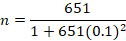 n = 651 / 1 + 651(0.1)²